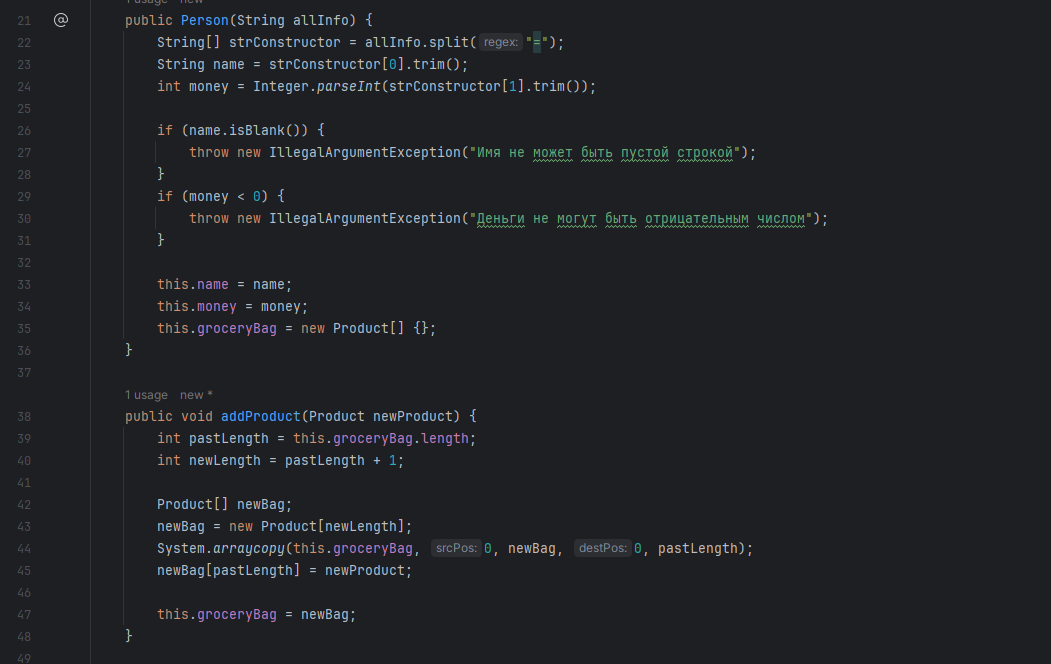 1 usage new *
21 @ public Person(String allInfo) {
22 String[] strConstructor = allInfo.split( regex: "=");
23 String name = strConstructor[0].trim();
24 int money = Integer.parseInt(strConstructor[1].trim());
25
26 if (name.isBlank()) {
27 throw new IllegalArgumentException("Имя не может быть пустой строкой");
28 }
29 if (money < 0) {
30 throw new IllegalArgumentException("Деньги не могут быть отрицательным числом");
31 }
32
33 this.name = name;
34 this.money = money;
35 this.groceryBag = new Product[] {};
36 }
37
1 usage new *
38 public void addProduct(Product newProduct) {
39 int pastLength = this.groceryBag.length;
40 int newLength = pastLength + 1;
41
42 Product[] newBag;
43 newBag = new Product[newLength];
44 System.arraycopy(this.groceryBag, srcPos: 0, newBag, destPos: 0, pastLength);
45 newBag[pastLength] = newProduct;
46
47 this.groceryBag = newBag;
48 }
49